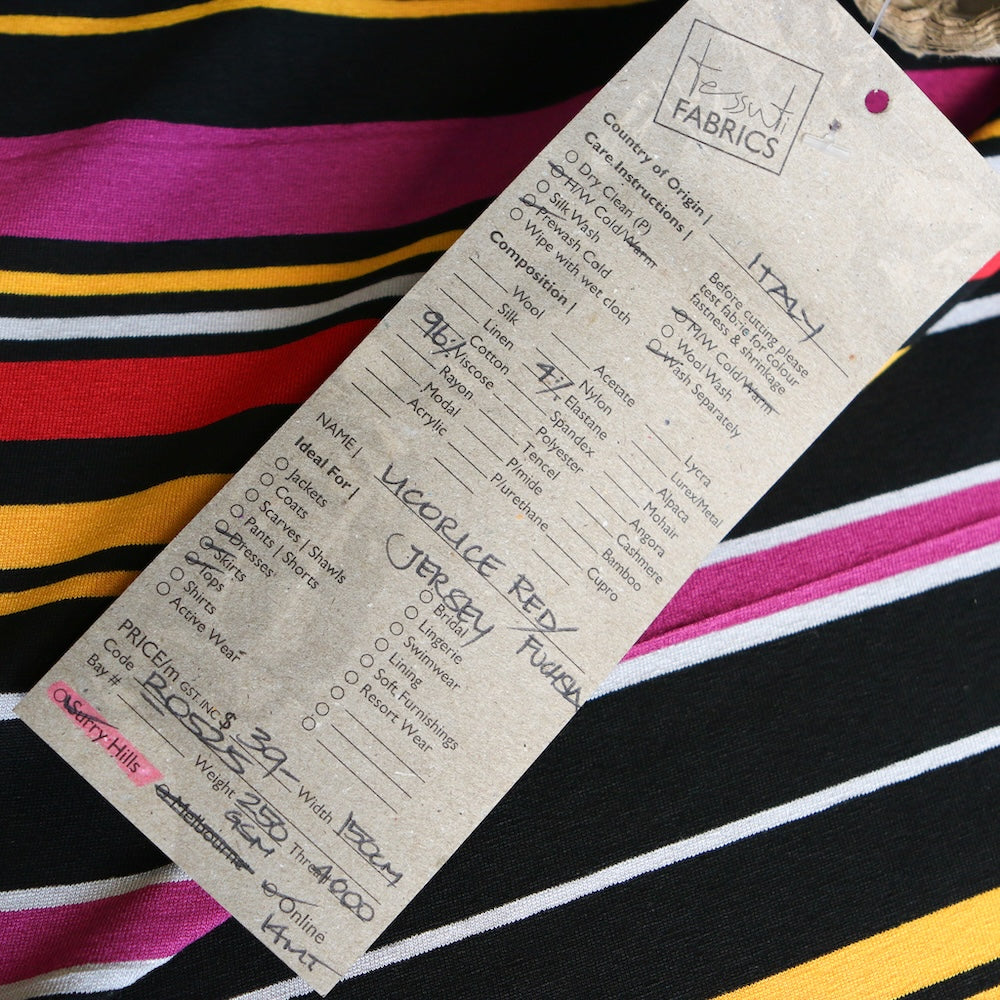 tessuti
FABRICS
Country of Origin | ITALY
Care Instructions |
Dry Clean (P)
H/W Cold/Warm
Silk Wash
Prewash Cold
Wipe with wet cloth
Before cutting please
test fabric for colour
fastness & shrinkage
M/W Cold/Warm
Wool Wash
Wash Separately
Composition |
Wool
Silk
Linen
Cotton
96% Viscose
Rayon
Modal
Acrylic
Acetate
Nylon
4% Elastane
Spandex
Polyester
Tencel
P/mide
P/urethane
Lycra
Lurex/Metal
Alpaca
Mohair
Angora
Cashmere
Bamboo
Cupro
NAME | LICORICE RED/FUCHSIA
JERSEY
Ideal For |
Jackets
Coats
Scarves | Shawls
Pants | Shorts
Dresses
Skirts
Tops
Shirts
Active Wear
Bridal
Lingerie
Swimwear
Lining
Soft Furnishings
Resort Wear
PRICE/m GST. INC $ 39- Width 150cm
Code R0525 Weight 250 GSM Thread 4000
Bay #
Surry Hills
Melbourne
Online
14MT